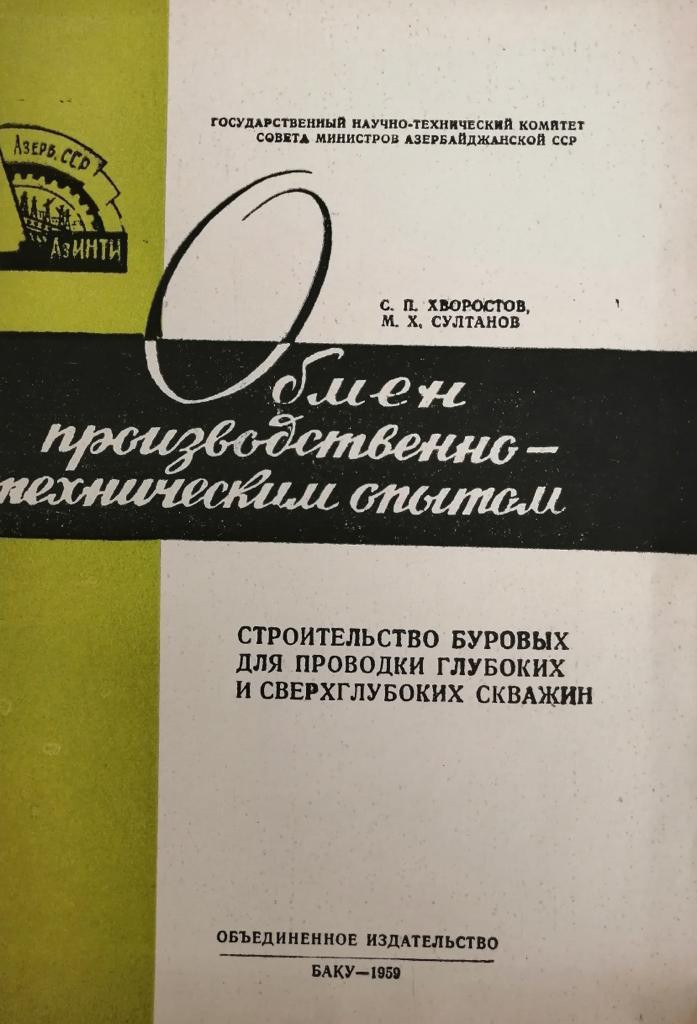 ГОСУДАРСТВЕННЫЙ НАУЧНО-ТЕХНИЧЕСКИЙ КОМИТЕТ
СОВЕТА МИНИСТРОВ АЗЕРБАЙДЖАНСКОЙ ССР
АЗЕРБ. ССР
АзИНТИ
С. П. ХВОРОСТОВ,
М. Х. СУЛТАНОВ
Обмен
производственно-
техническим опытом
СТРОИТЕЛЬСТВО БУРОВЫХ
ДЛЯ ПРОВОДКИ ГЛУБОКИХ
И СВЕРХГЛУБОКИХ СКВАЖИН
ОБЪЕДИНЕННОЕ ИЗДАТЕЛЬСТВО
БАКУ—1959